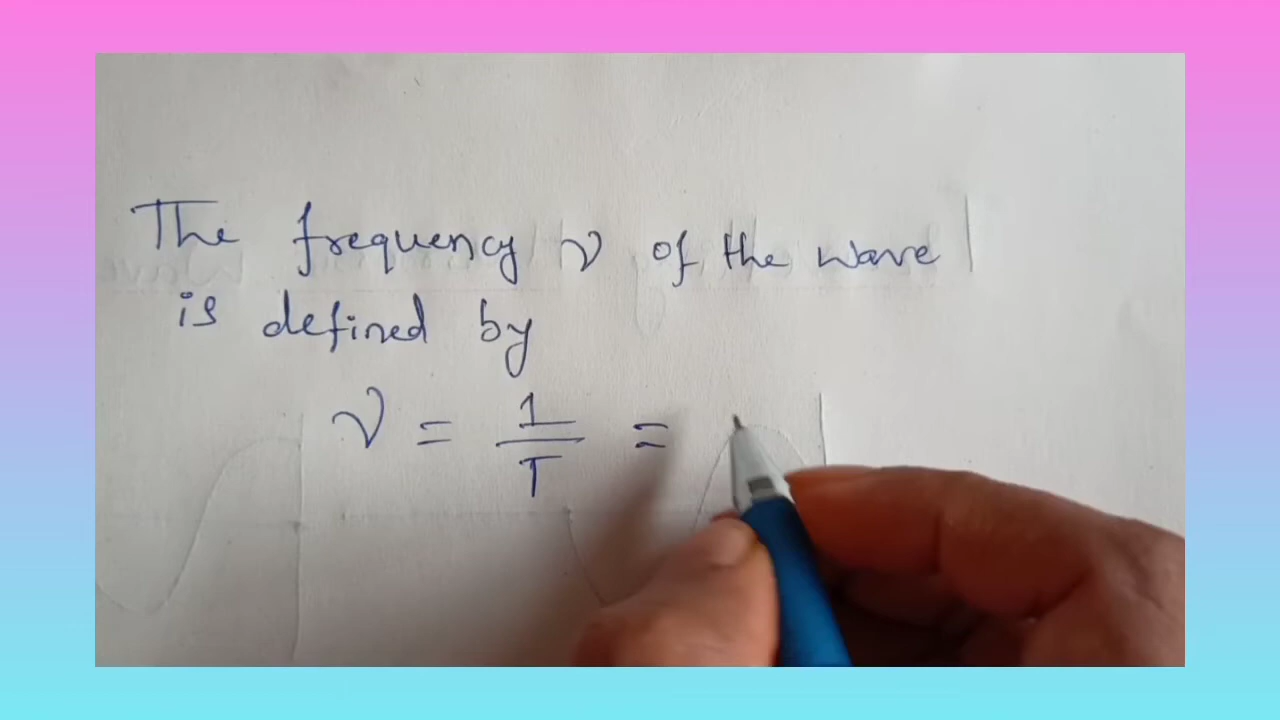 The frequency ν of the wave
is defined by
ν = 1/T =